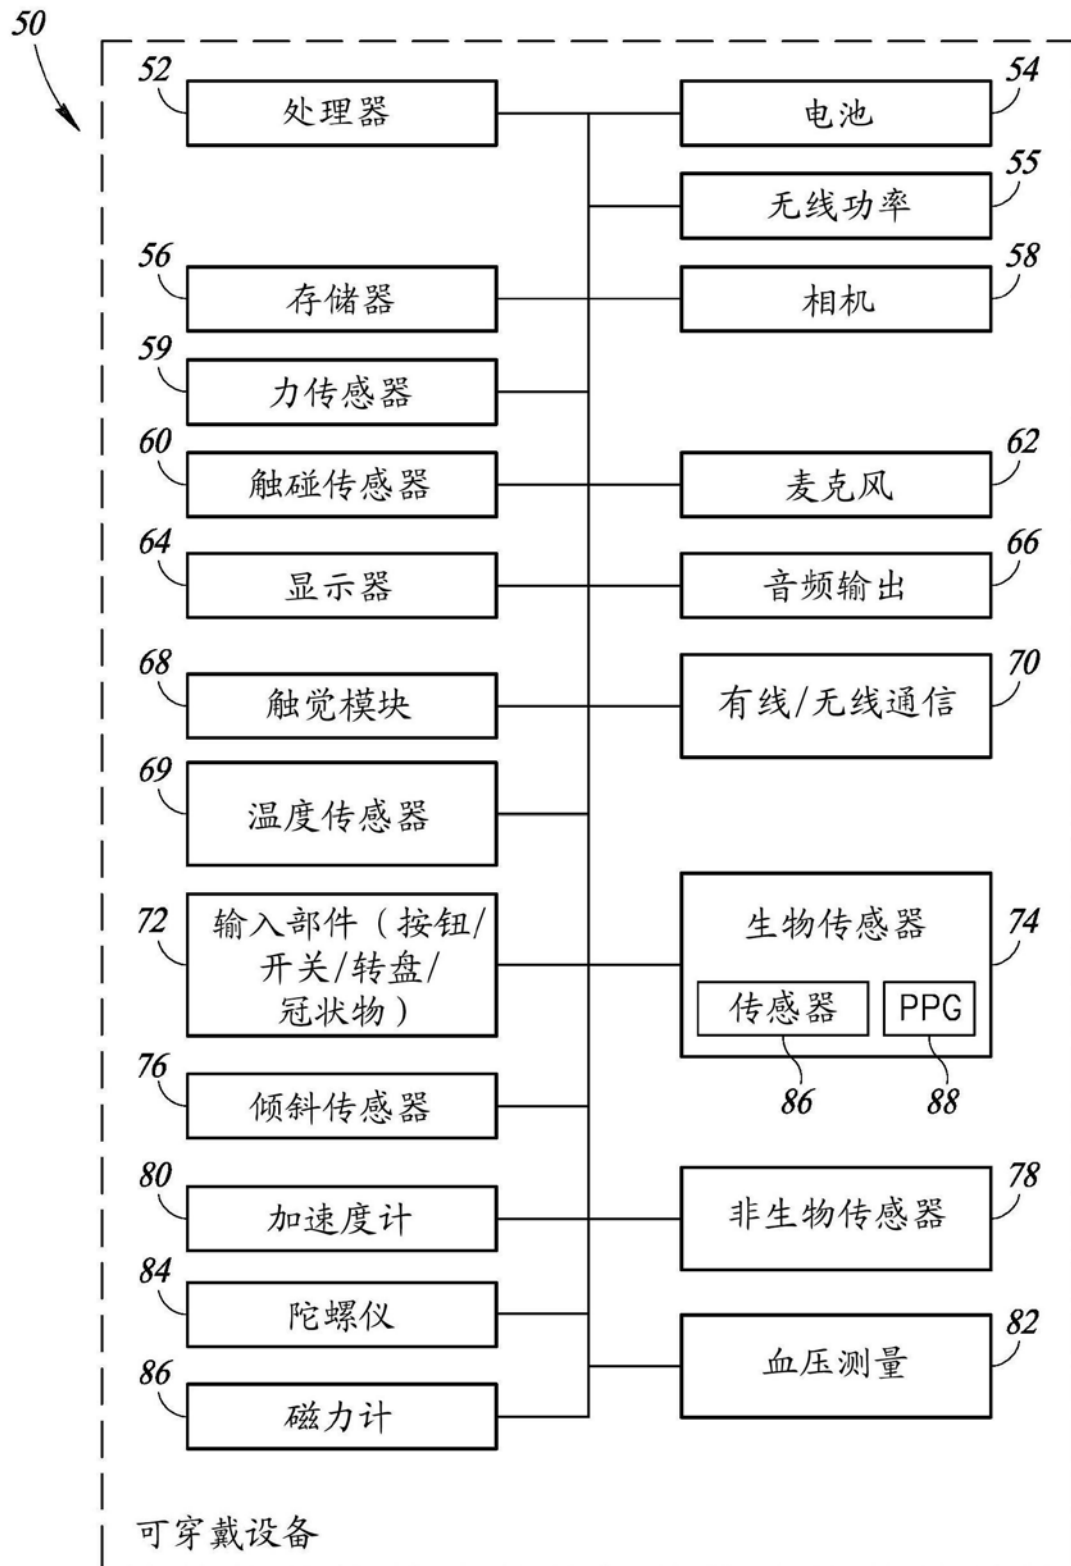 50
52
处理器
54
电池
55
无线功率
56
存储器
58
相机
59
力传感器
60
触碰传感器
62
麦克风
64
显示器
66
音频输出
68
触觉模块
70
有线/无线通信
69
温度传感器
72
输入部件（按钮/
开关/转盘/
冠状物）
74
生物传感器
传感器
PPG
86
88
76
倾斜传感器
80
加速度计
78
非生物传感器
84
陀螺仪
82
血压测量
86
磁力计
可穿戴设备